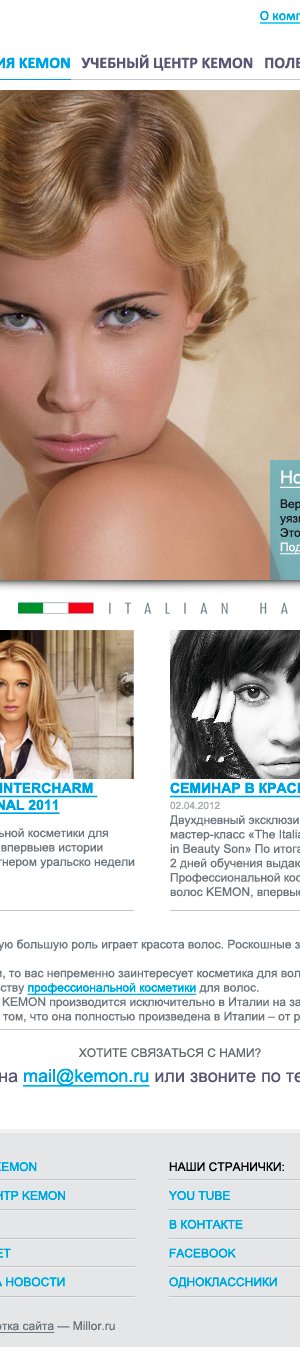 О комп
ИЯ KEMON УЧЕБНЫЙ ЦЕНТР KEMON ПОЛЕ
Но
Вер
уязв
Это
Под
ITALIAN HA
INTERCHARM
NAL 2011
ьной косметики для
впервыев истории
тнером уральско недели
СЕМИНАР В КРАС
02.04.2012
Двухдневный эксклюзи
мастер-класс «The Italia
in Beauty Son» По итога
2 дней обучения выдаю
Профессиональной кос
волос KEMON, впервые
ую большую роль играет красота волос. Роскошные з
м, то вас непременно заинтересует косметика для вол
ству профессиональной косметики для волос.
KEMON производится исключительно в Италии на за
том, что она полностью произведена в Италии – от р
ХОТИТЕ СВЯЗАТЬСЯ С НАМИ?
на mail@kemon.ru или звоните по те
KEMON
НТР KEMON
ЕТ
А НОВОСТИ
НАШИ СТРАНИЧКИ:
YOU TUBE
В КОНТАКТЕ
FACEBOOK
ОДНОКЛАССНИКИ
отка сайта — Millor.ru